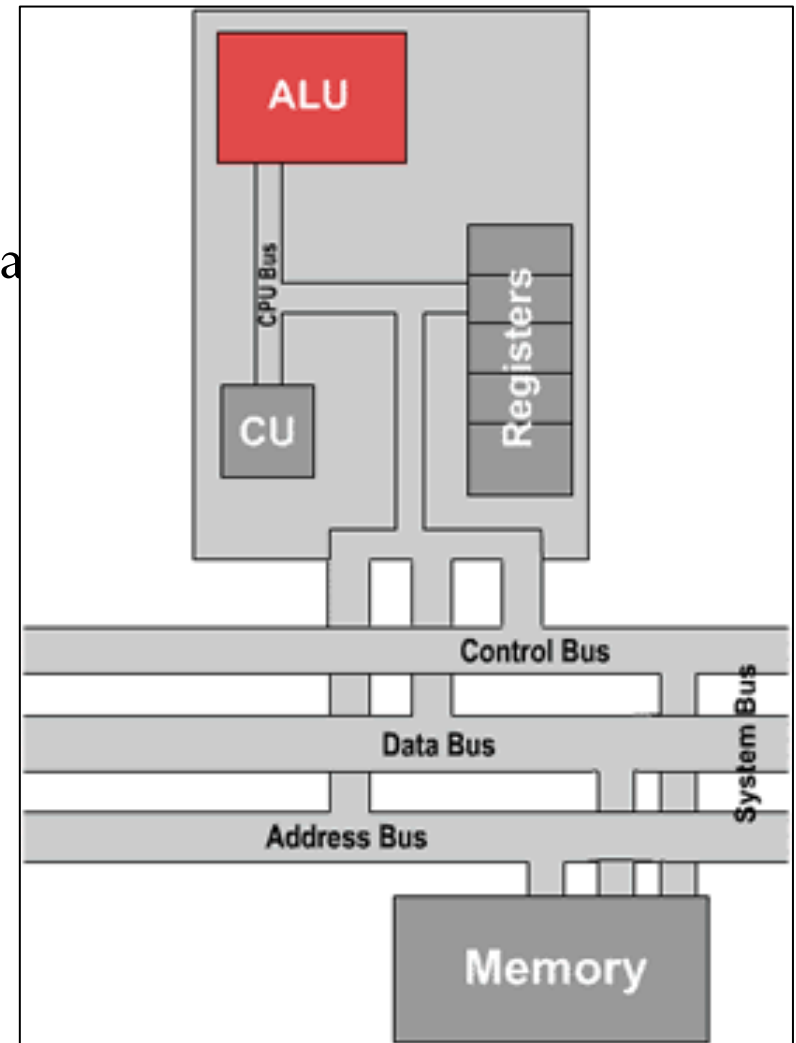 ALU
a
CPU Bus
Registers
CU
Control Bus
System Bus
Data Bus
Address Bus
Memory